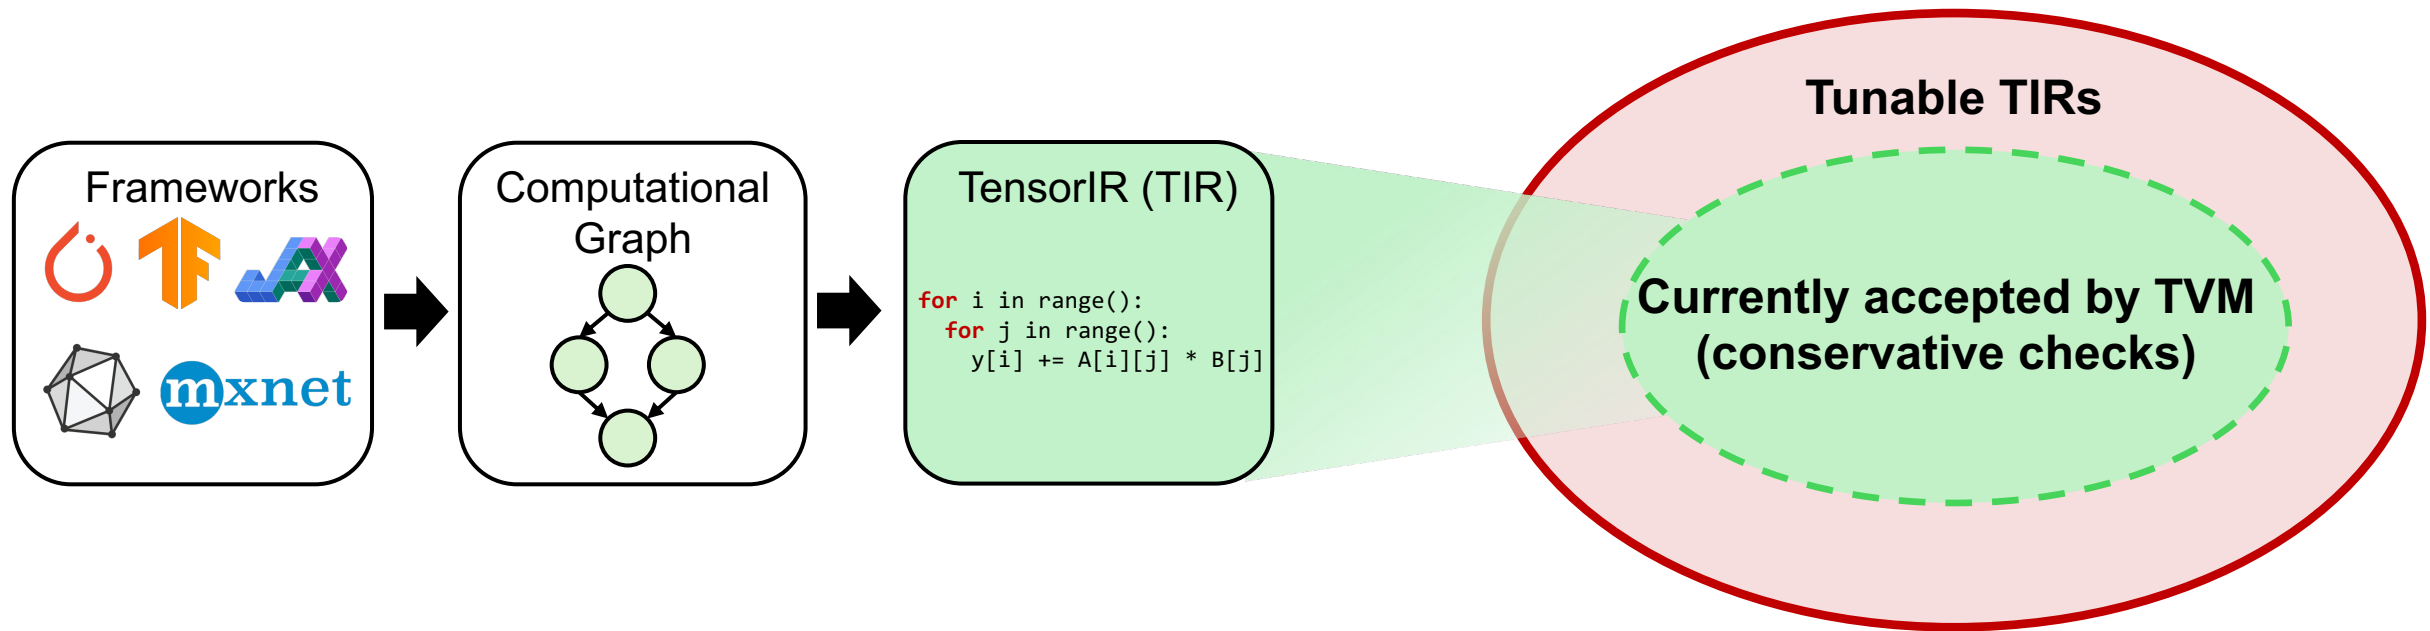 Frameworks
mxnet
Computational
Graph
TensorIR (TIR)
for i in range():
  for j in range():
    y[i] += A[i][j] * B[j]
Tunable TIRs
Currently accepted by TVM
(conservative checks)